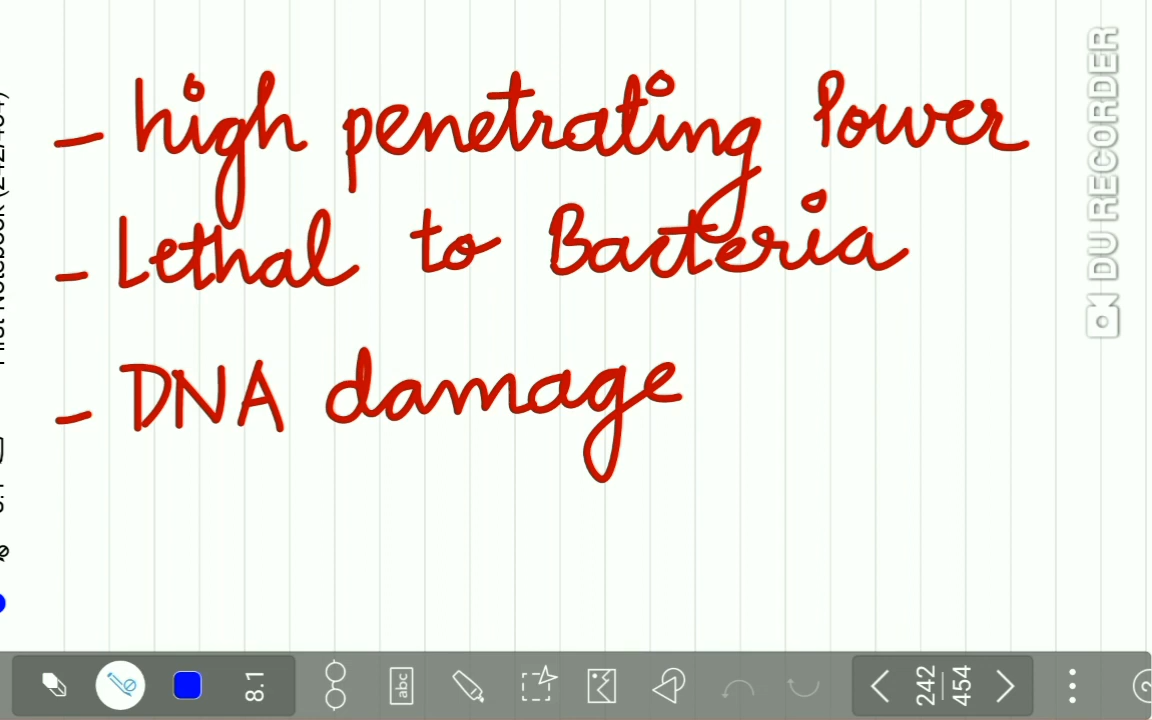 - high penetrating Power
- Lethal to Bacteria
- DNA damage
DU RECORDER
8.1
abc
242
454